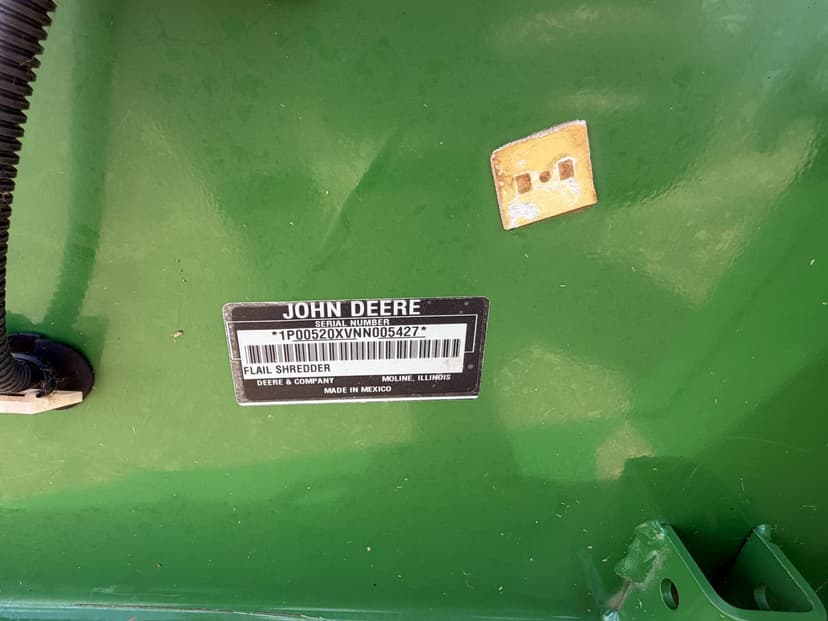 JOHN DEERE
SERIAL NUMBER
*1P00520XVNN005427*
FLAIL SHREDDER
DEERE & COMPANY MOLINE, ILLINOIS
MADE IN MEXICO